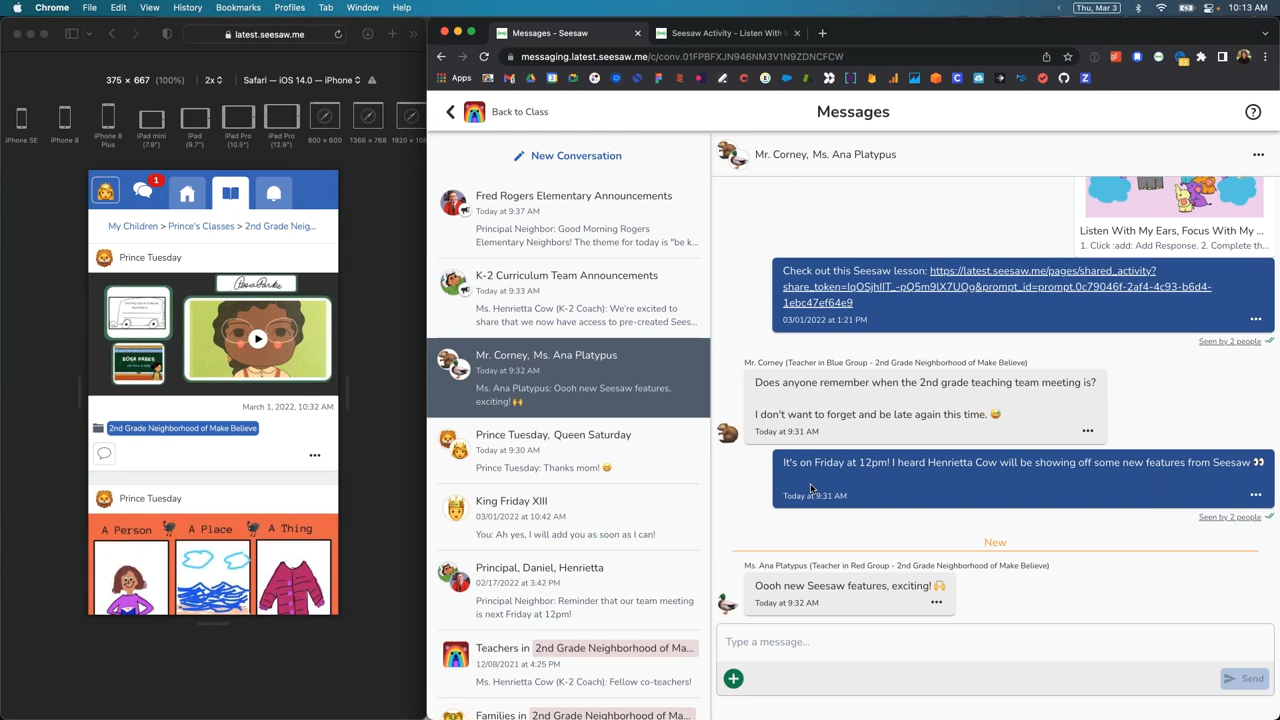 Chrome File Edit View History Bookmarks Profiles Tab Window Help
Thu, Mar 3 10:13 AM
latest.seesaw.me
375 × 667 (100%) 2x Safari – iOS 14.0 – iPhone
iPhone SE
iPhone 8
iPhone 8
Plus
iPad mini
(7.9")
iPad
(9.7")
iPad Pro
(10.5")
iPad Pro
(12.9")
800 × 600
1366 × 768
1
My Children > Prince's Classes > 2nd Grade Neig...
Prince Tuesday
Rosa Parks
ROSA PARKS
March 1, 2022, 10:32 AM
2nd Grade Neighborhood of Make Believe
Prince Tuesday
A Person A Place A Thing
Messages - Seesaw
Seesaw Activity - Listen With
messaging.latest.seesaw.me/c/conv.01FPBFXJN946NM3V1N9ZDNCFCW
Apps
Back to Class
Messages
New Conversation
Fred Rogers Elementary Announcements
Today at 9:37 AM
Principal Neighbor: Good Morning Rogers
Elementary Neighbors! The theme for today is "be k...
K-2 Curriculum Team Announcements
Today at 9:33 AM
Ms. Henrietta Cow (K-2 Coach): We're excited to
share that we now have access to pre-created Sees...
Mr. Corney, Ms. Ana Platypus
Today at 9:32 AM
Ms. Ana Platypus: Oooh new Seesaw features,
exciting! 🙌
Prince Tuesday, Queen Saturday
Today at 9:30 AM
Prince Tuesday: Thanks mom! 😄
King Friday XIII
03/01/2022 at 10:42 AM
You: Ah yes, I will add you as soon as I can!
Principal, Daniel, Henrietta
02/17/2022 at 3:42 PM
Principal Neighbor: Reminder that our team meeting
is next Friday at 12pm!
Teachers in 2nd Grade Neighborhood of Ma...
12/08/2021 at 4:25 PM
Ms. Henrietta Cow (K-2 Coach): Fellow co-teachers!
Families in 2nd Grade Neighborhood of Ma...
Mr. Corney, Ms. Ana Platypus
Listen With My Ears, Focus With My ...
1. Click :add: Add Response. 2. Complete th...
Check out this Seesaw lesson: https://latest.seesaw.me/pages/shared_activity?
share_token=IqOSjhIIT_-pQ5m9IX7UQg&prompt_id=prompt.0c79046f-2af4-4c93-b6d4-
1ebc47ef64e9
03/01/2022 at 1:21 PM
Seen by 2 people
Mr. Corney (Teacher in Blue Group - 2nd Grade Neighborhood of Make Believe)
Does anyone remember when the 2nd grade teaching team meeting is?
I don't want to forget and be late again this time. 😅
Today at 9:31 AM
It's on Friday at 12pm! I heard Henrietta Cow will be showing off some new features from Seesaw 👀
Today at 9:31 AM
Seen by 2 people
New
Ms. Ana Platypus (Teacher in Red Group - 2nd Grade Neighborhood of Make Believe)
Oooh new Seesaw features, exciting! 🙌
Today at 9:32 AM
Type a message...
Send